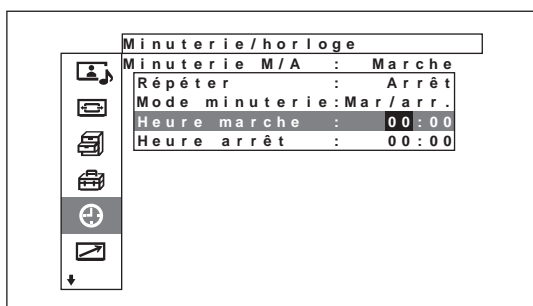 Minuterie/horloge
Minuterie M/A : Marche
Répéter : Arrêt
Mode minuterie:Mar/arr.
Heure marche : 00:00
Heure arrêt : 00:00